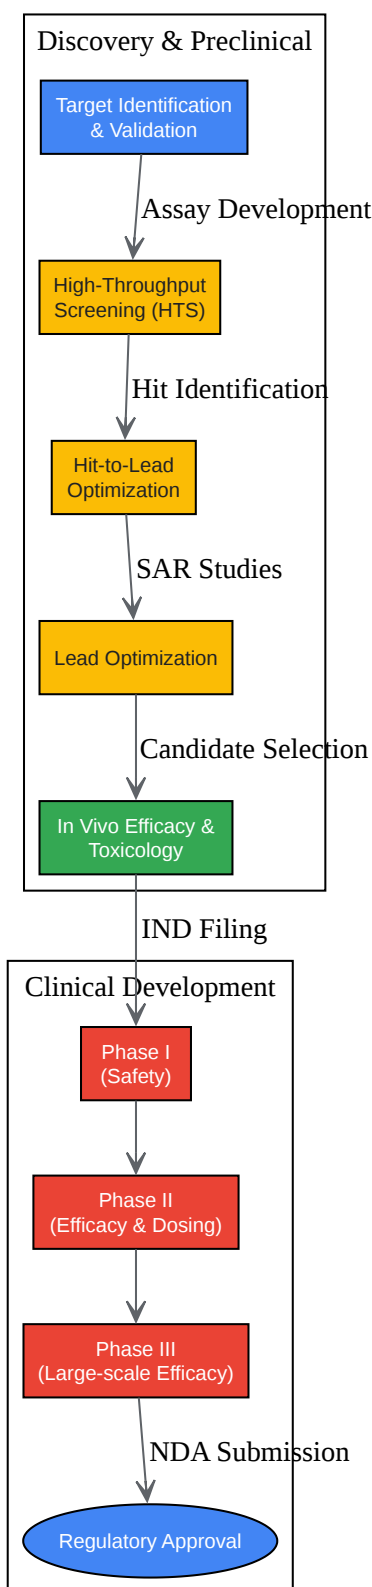 Discovery & Preclinical
Target Identification
& Validation
Assay Development
High-Throughput
Screening (HTS)
Hit Identification
Hit-to-Lead
Optimization
SAR Studies
Lead Optimization
Candidate Selection
In Vivo Efficacy &
Toxicology
IND Filing
Clinical Development
Phase I
(Safety)
Phase II
(Efficacy & Dosing)
Phase III
(Large-scale Efficacy)
NDA Submission
Regulatory Approval